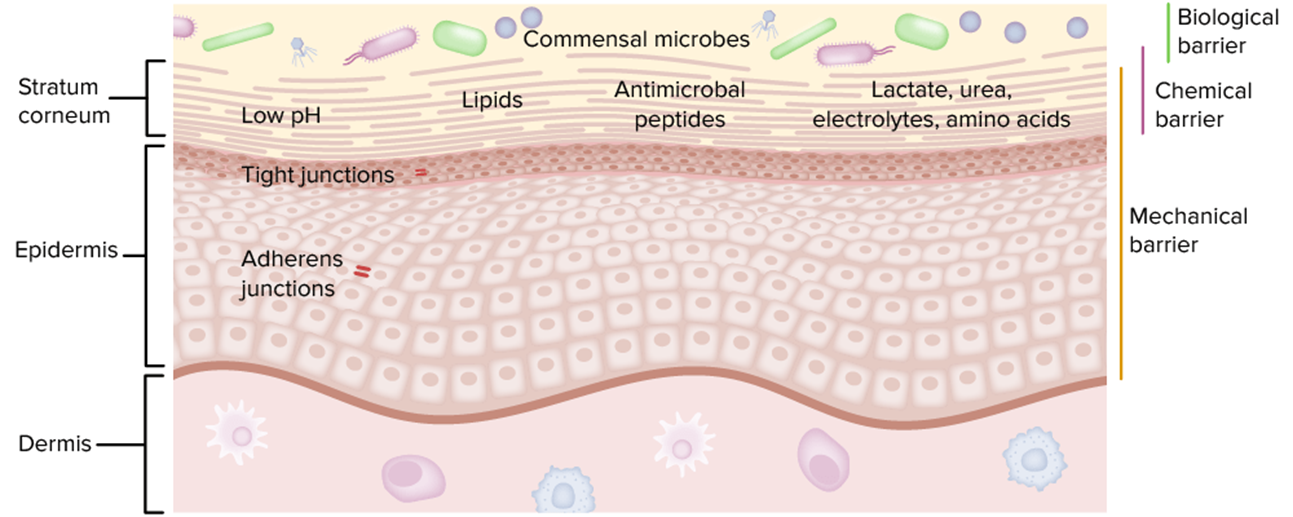 Commensal microbes
Biological
barrier
Stratum
corneum
Low pH
Lipids
Antimicrobial
peptides
Lactate, urea,
electrolytes, amino acids
Chemical
barrier
Tight junctions
Epidermis
Adherens
junctions
Mechanical
barrier
Dermis